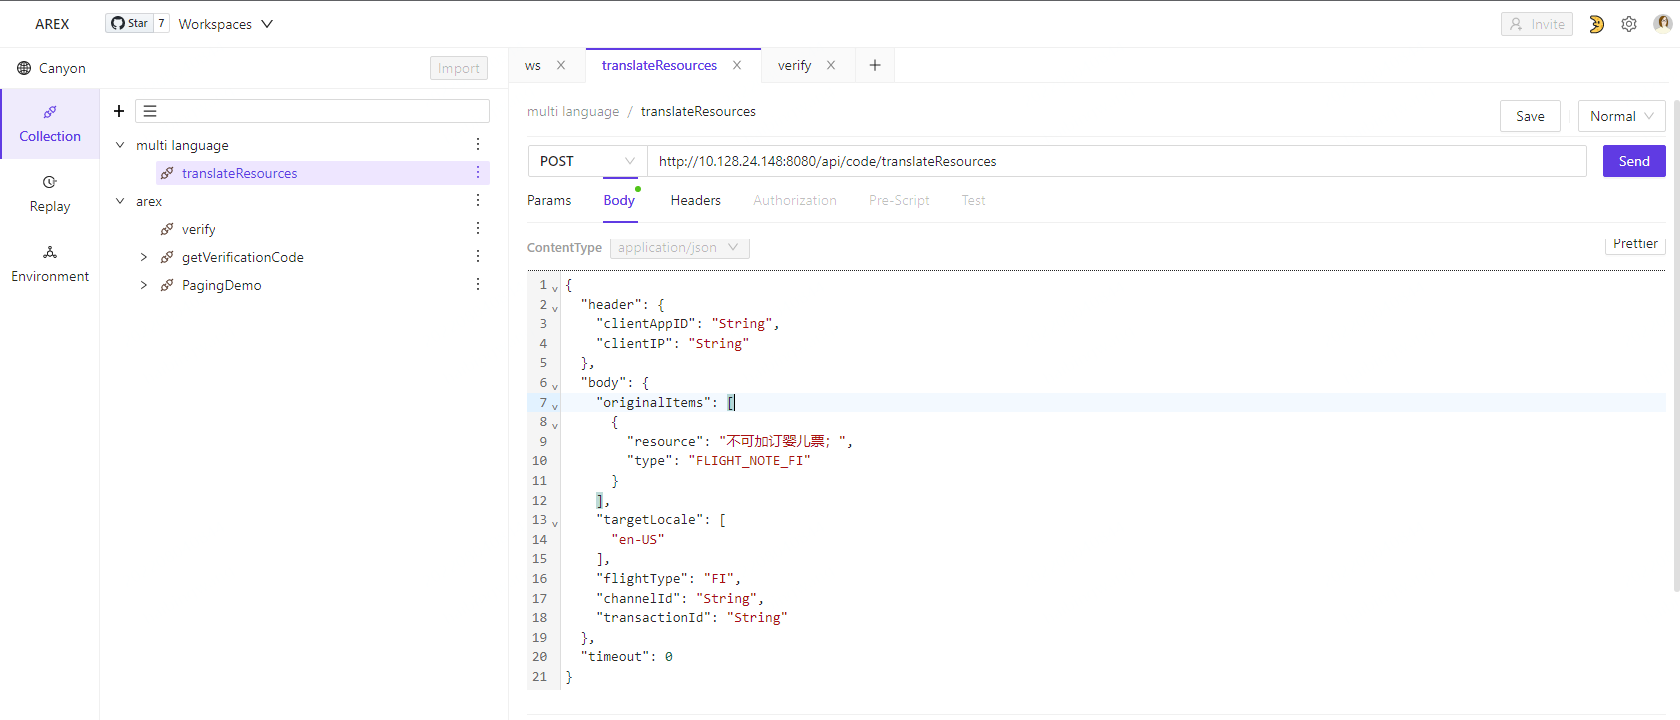 AREX
Star 7
Workspaces
Invite
Canyon
Import
ws
translateResources
verify
Collection
Replay
Environment
multi language
translateResources
arex
verify
getVerificationCode
PagingDemo
multi language / translateResources
Save
Normal
POST
http://10.128.24.148:8080/api/code/translateResources
Send
Params
Body
Headers
Authorization
Pre-Script
Test
ContentType
application/json
Prettier
1 {
2 "header": {
3 "clientAppID": "String",
4 "clientIP": "String"
5 },
6 "body": {
7 "originalItems": [
8 {
9 "resource": "不可加订婴儿票；",
10 "type": "FLIGHT_NOTE_FI"
11 }
12 ],
13 "targetLocale": [
14 "en-US"
15 ],
16 "flightType": "FI",
17 "channelId": "String",
18 "transactionId": "String"
19 },
20 "timeout": 0
21 }